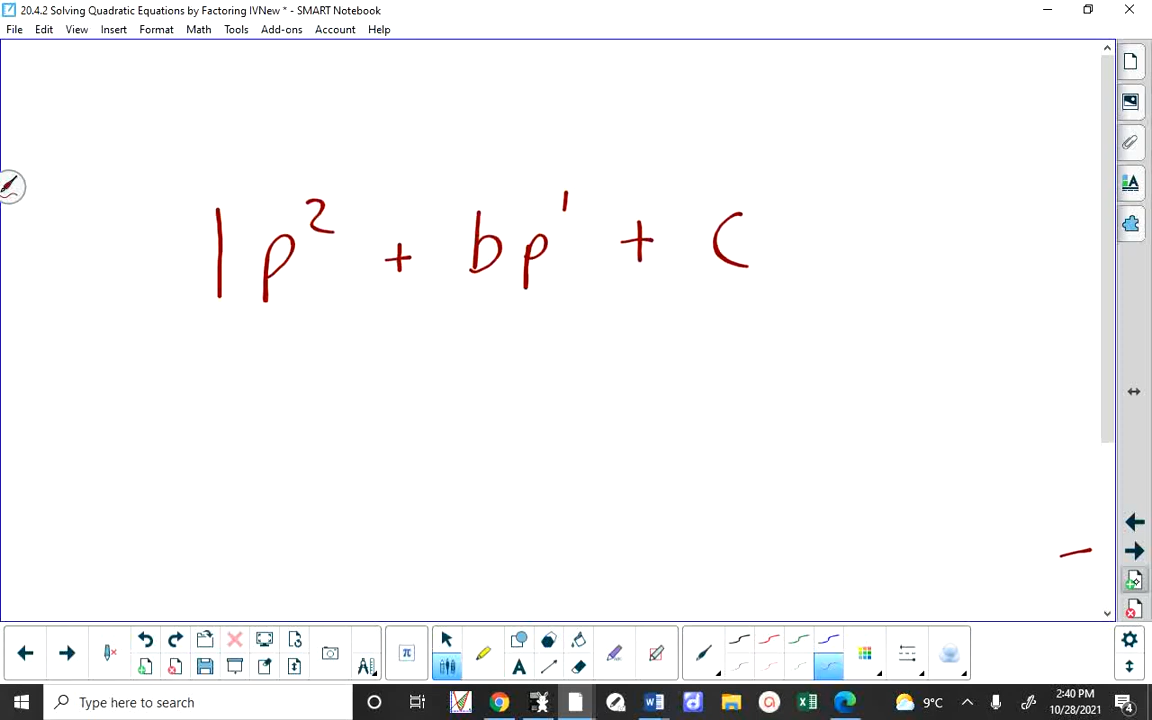 20.4.2 Solving Quadratic Equations by Factoring IVNew * - SMART Notebook
File Edit View Insert Format Math Tools Add-ons Account Help
1p² + bp¹ + c
Type here to search
9°C
2:40 PM
10/28/2021
4